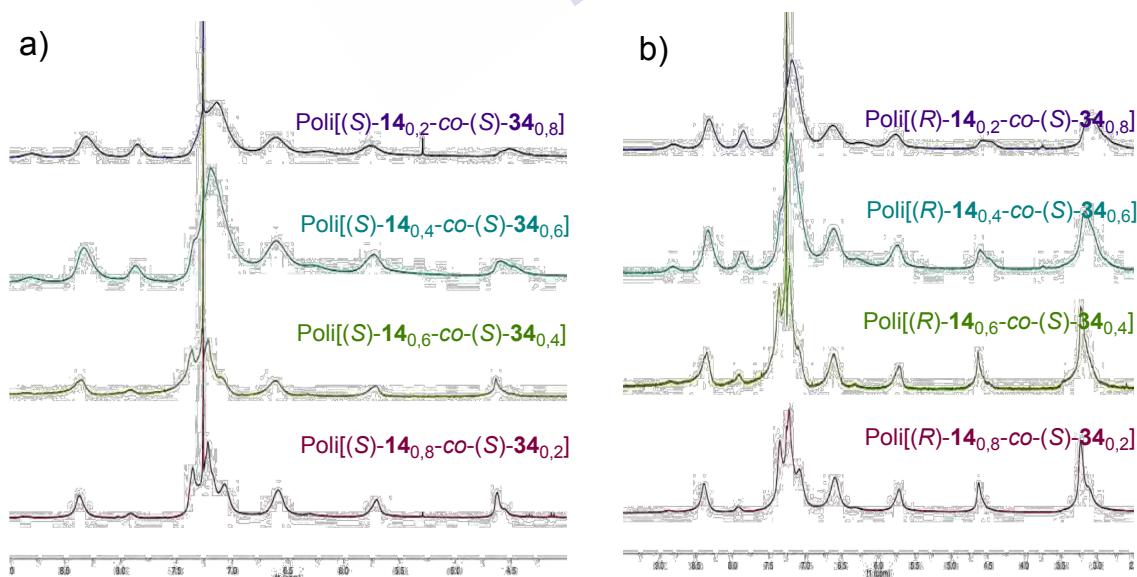 a)
Poli[(S)-14₀,₂-co-(S)-34₀,₈]
Poli[(S)-14₀,₄-co-(S)-34₀,₆]
Poli[(S)-14₀,₆-co-(S)-34₀,₄]
Poli[(S)-14₀,₈-co-(S)-34₀,₂]
7.0
6.5
6.0
5.5
5.0
4.5
b)
Poli[(R)-14₀,₂-co-(S)-34₀,₈]
Poli[(R)-14₀,₄-co-(S)-34₀,₆]
Poli[(R)-14₀,₆-co-(S)-34₀,₄]
Poli[(R)-14₀,₈-co-(S)-34₀,₂]
8.5
8.0
7.5
7.0
6.5
6.0
5.5
5.0
4.5
4.0
3.5
3.0